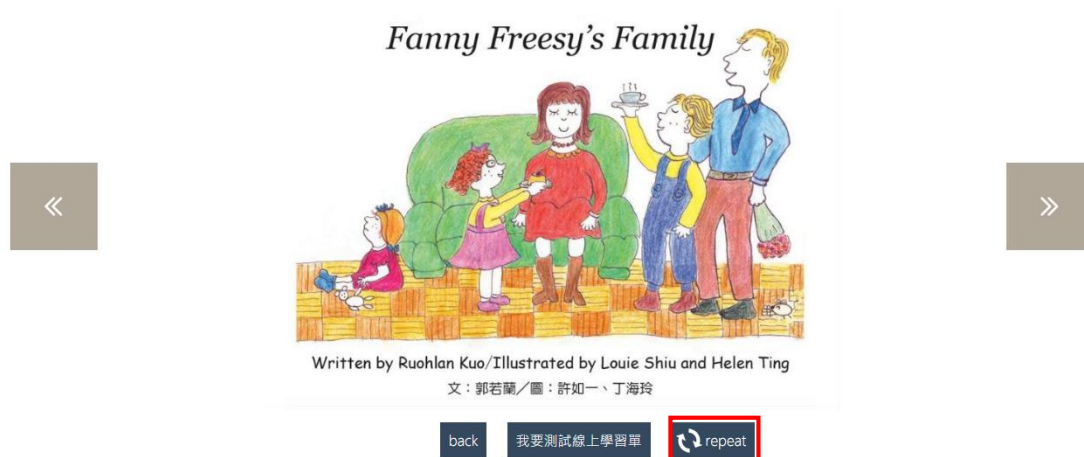 Fanny Freesy's Family
«
»
Written by Ruohlan Kuo/Illustrated by Louie Shiu and Helen Ting
文：郭若蘭／圖：許如一、丁海玲
back 我要測試線上學習單 repeat